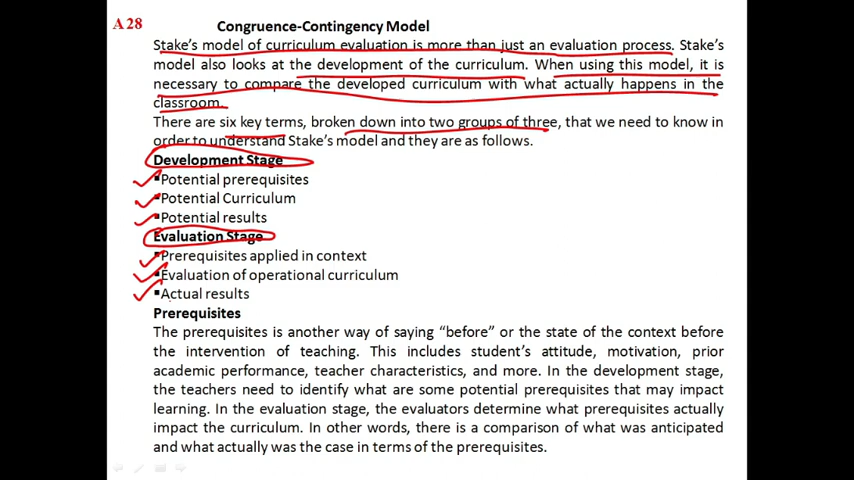 A 28
Congruence-Contingency Model
Stake's model of curriculum evaluation is more than just an evaluation process. Stake's
model also looks at the development of the curriculum. When using this model, it is
necessary to compare the developed curriculum with what actually happens in the
classroom.
There are six key terms, broken down into two groups of three, that we need to know in
order to understand Stake's model and they are as follows.
Development Stage
▪Potential prerequisites
▪Potential Curriculum
▪Potential results
Evaluation Stage
▪Prerequisites applied in context
▪Evaluation of operational curriculum
▪Actual results
Prerequisites
The prerequisites is another way of saying “before” or the state of the context before
the intervention of teaching. This includes student's attitude, motivation, prior
academic performance, teacher characteristics, and more. In the development stage,
the teachers need to identify what are some potential prerequisites that may impact
learning. In the evaluation stage, the evaluators determine what prerequisites actually
impact the curriculum. In other words, there is a comparison of what was anticipated
and what actually was the case in terms of the prerequisites.